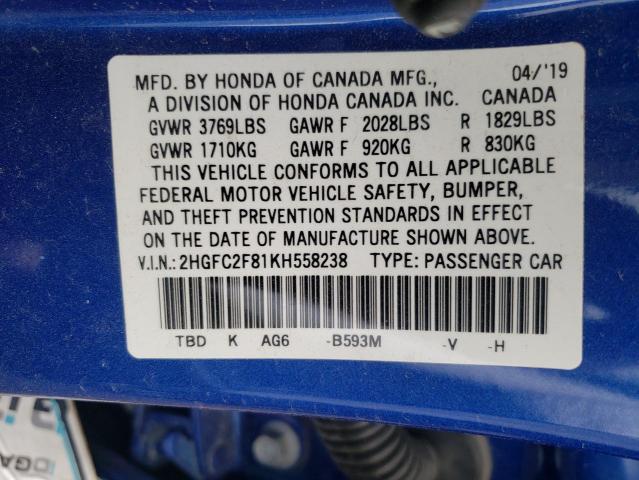 MFD. BY HONDA OF CANADA MFG., 04/'19
A DIVISION OF HONDA CANADA INC. CANADA
GVWR 3769LBS GAWR F 2028LBS R 1829LBS
GVWR 1710KG GAWR F 920KG R 830KG
THIS VEHICLE CONFORMS TO ALL APPLICABLE
FEDERAL MOTOR VEHICLE SAFETY, BUMPER,
AND THEFT PREVENTION STANDARDS IN EFFECT
ON THE DATE OF MANUFACTURE SHOWN ABOVE.
V.I.N.: 2HGFC2F81KH558238 TYPE: PASSENGER CAR
TBD K AG6 -B593M -V -H